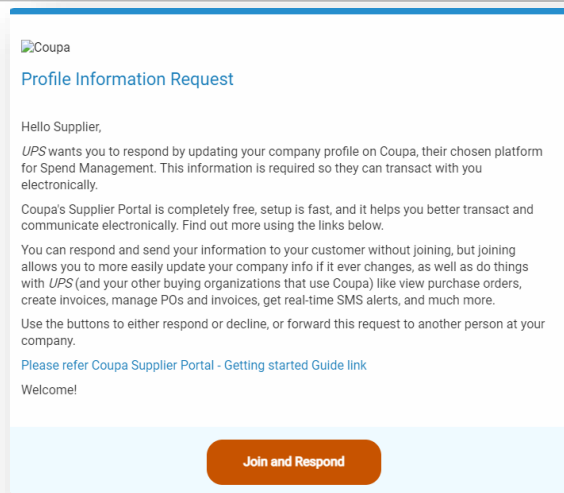 Coupa
Profile Information Request
Hello Supplier,
UPS wants you to respond by updating your company profile on Coupa, their chosen platform
for Spend Management. This information is required so they can transact with you
electronically.
Coupa's Supplier Portal is completely free, setup is fast, and it helps you better transact and
communicate electronically. Find out more using the links below.
You can respond and send your information to your customer without joining, but joining
allows you to more easily update your company info if it ever changes, as well as do things
with UPS (and your other buying organizations that use Coupa) like view purchase orders,
create invoices, manage POs and invoices, get real-time SMS alerts, and much more.
Use the buttons to either respond or decline, or forward this request to another person at your
company.
Please refer Coupa Supplier Portal - Getting started Guide link
Welcome!
Join and Respond